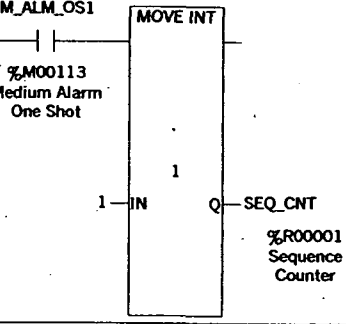 M_ALM_OS1
MOVE INT
%M00113
Medium Alarm
One Shot
1
1
IN
Q
SEQ_CNT
%R00001
Sequence
Counter